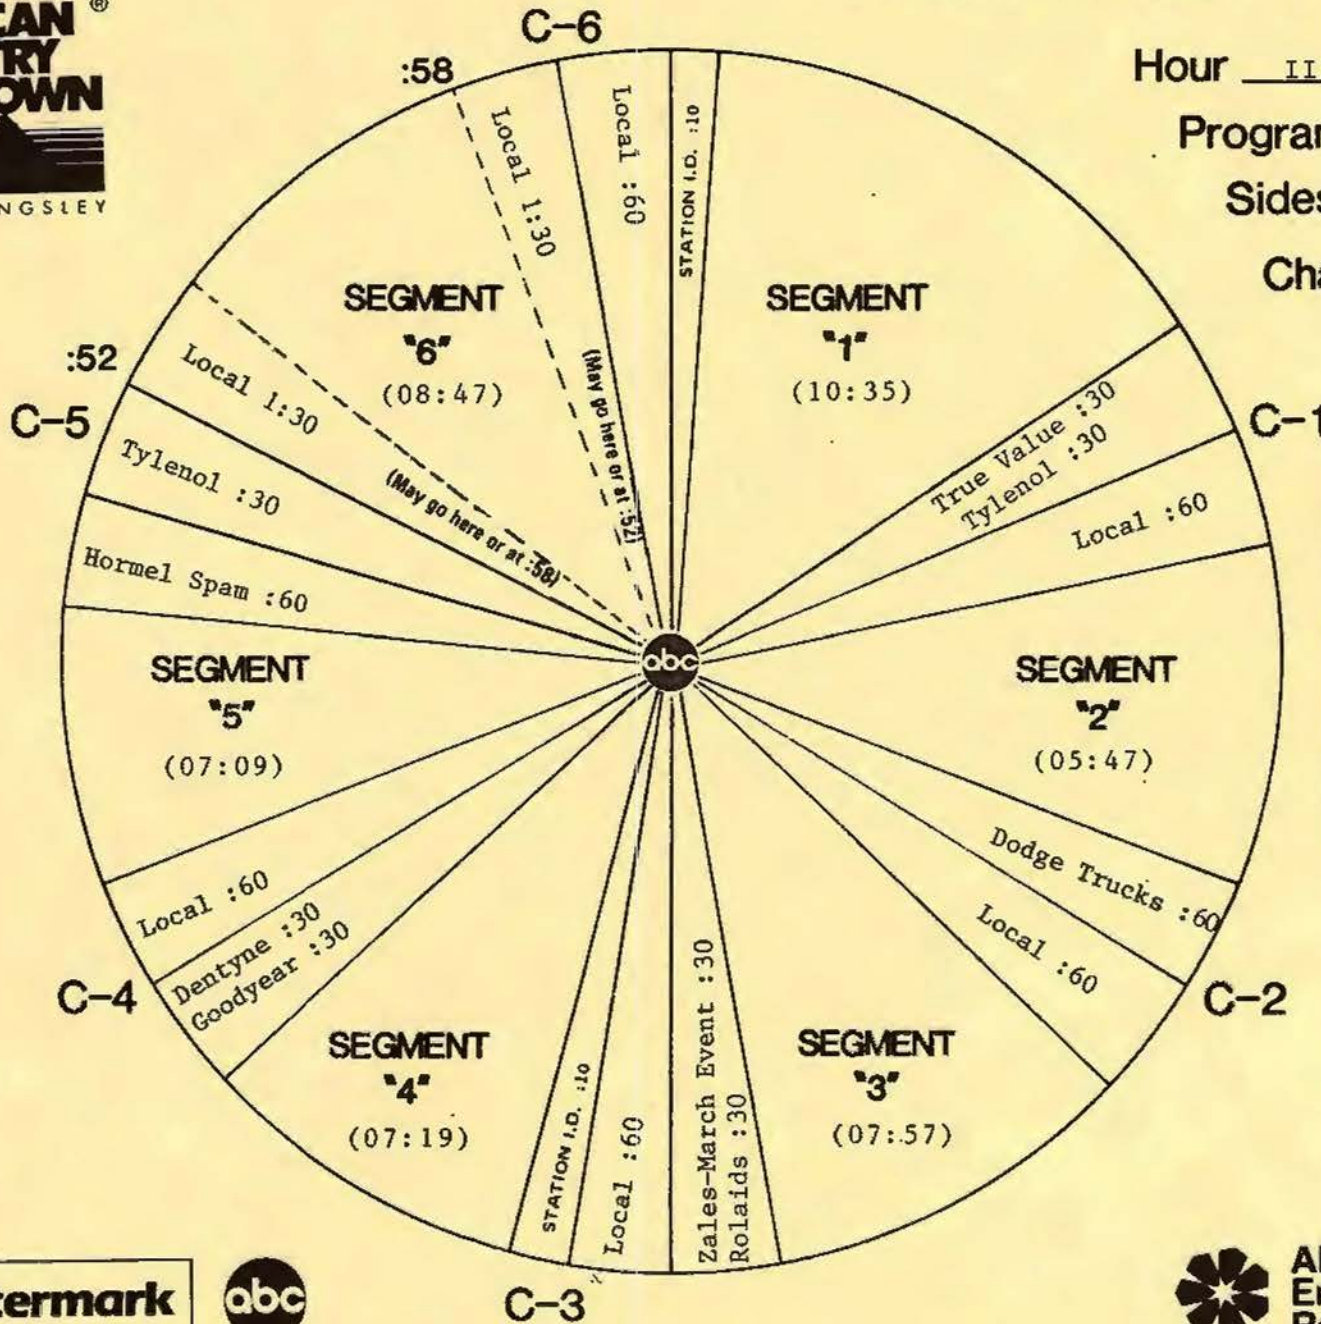 ®
C-6
:58
Hour II
Local 1:30
Local :60
STATION I.D. :10
SEGMENT
"6"
(08:47)
SEGMENT
"1"
(10:35)
:52
Local 1:30
C-5
Tylenol :30
(May go here or at :58)
(May go here or at :52)
True Value :30
Tylenol :30
C-1
Local :60
Hormel Spam :60
abc
SEGMENT
"5"
(07:09)
SEGMENT
"2"
(05:47)
Local :60
Dentyne :30
Goodyear :30
C-4
Dodge Trucks :60
Local :60
C-2
SEGMENT
"4"
(07:19)
STATION I.D. :10
Local :60
Zales-March Event :30
Rolaids :30
SEGMENT
"3"
(07:57)
C-3
abc